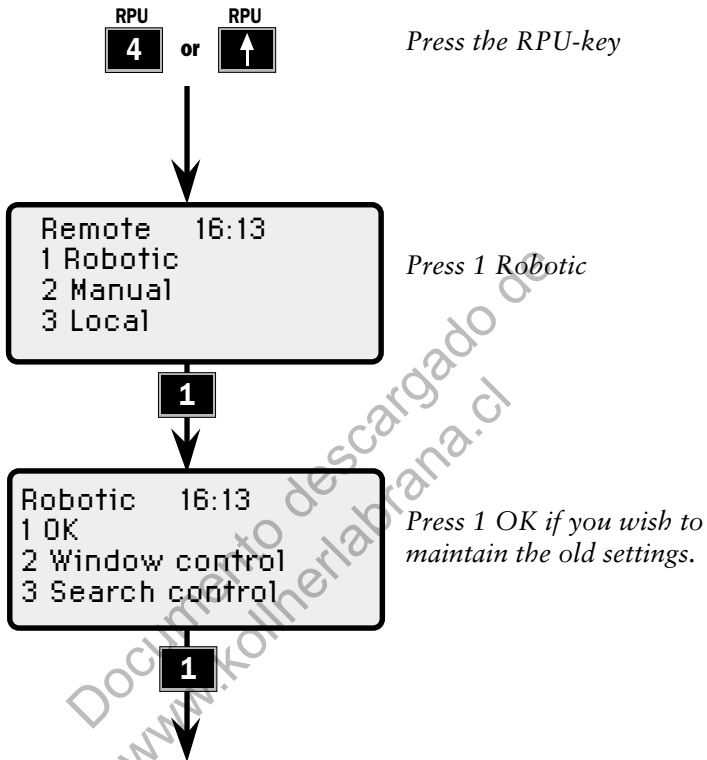 RPU RPU
4 or
Press the RPU-key
Remote 16:13
1 Robotic
2 Manual
3 Local
Press 1 Robotic
1
Robotic 16:13
1 OK
2 Window control
3 Search control
Press 1 OK if you wish to
maintain the old settings.
1
Documento descargado de
www.kollnerlabrana.cl